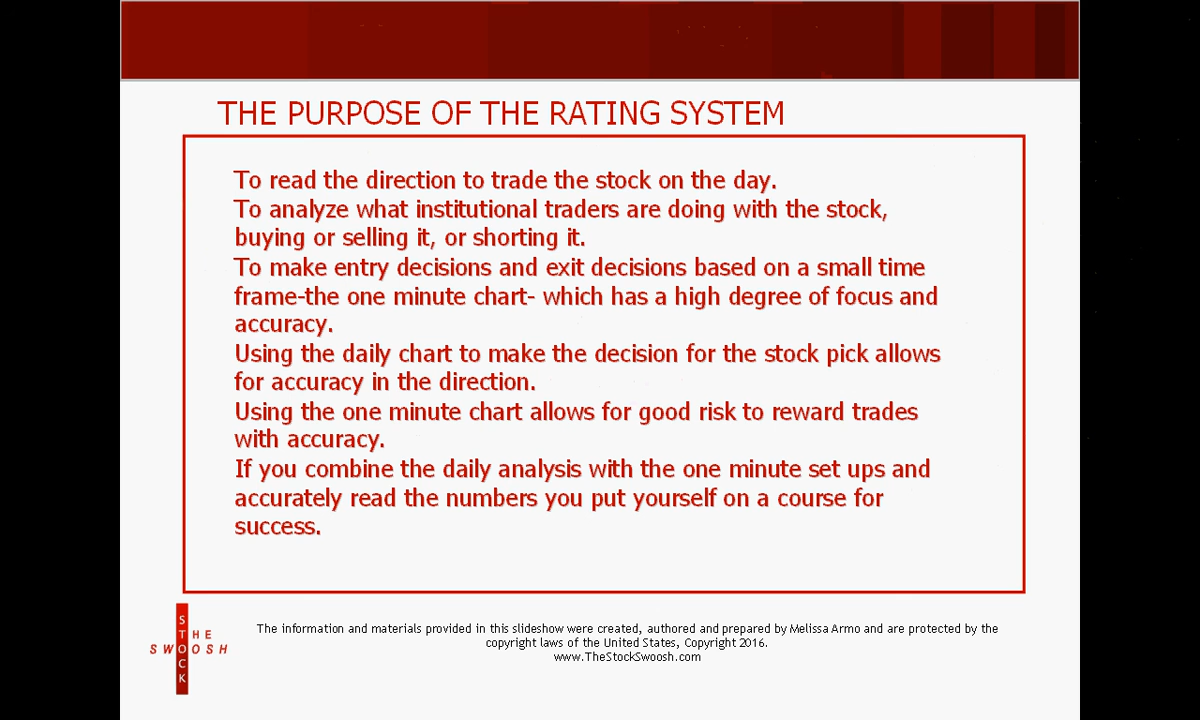 THE PURPOSE OF THE RATING SYSTEM
To read the direction to trade the stock on the day.
To analyze what institutional traders are doing with the stock,
buying or selling it, or shorting it.
To make entry decisions and exit decisions based on a small time
frame-the one minute chart- which has a high degree of focus and
accuracy.
Using the daily chart to make the decision for the stock pick allows
for accuracy in the direction.
Using the one minute chart allows for good risk to reward trades
with accuracy.
If you combine the daily analysis with the one minute set ups and
accurately read the numbers you put yourself on a course for
success.
THE
STOCK
SWOOSH
The information and materials provided in this slideshow were created, authored and prepared by Melissa Armo and are protected by the
copyright laws of the United States, Copyright 2016.
www.TheStockSwoosh.com